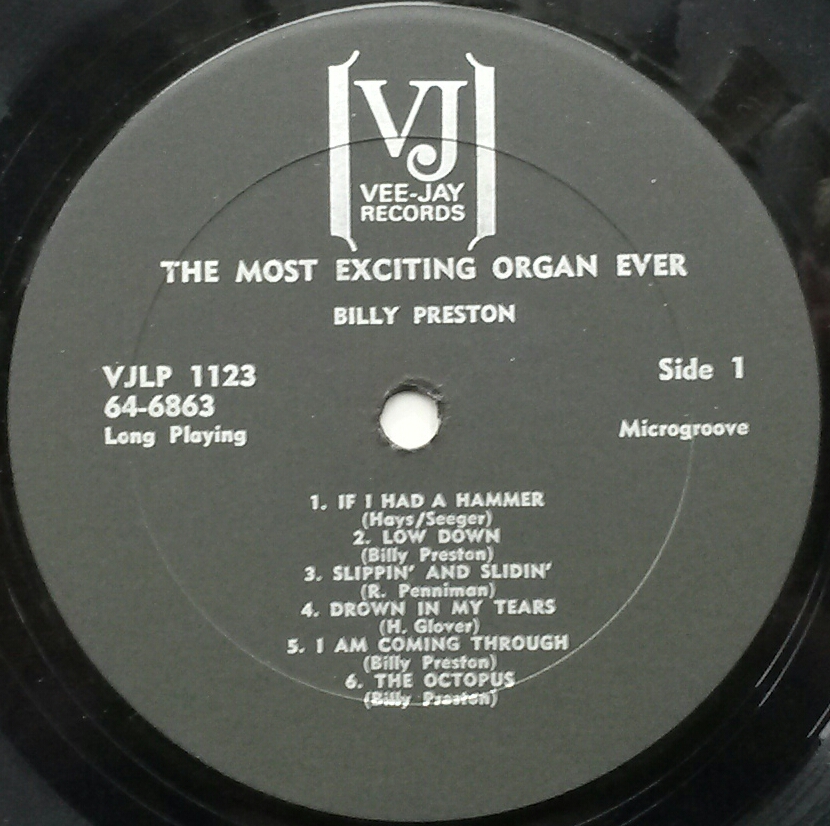 VJ
VEE-JAY
RECORDS
THE MOST EXCITING ORGAN EVER
BILLY PRESTON
VJLP 1123
64-6863
Long Playing
Side 1
Microgroove
1. IF I HAD A HAMMER
(Hays/Seeger)
2. LOW DOWN
(Billy Preston)
3. SLIPPIN' AND SLIDIN'
(R. Penniman)
4. DROWN IN MY TEARS
(H. Glover)
5. I AM COMING THROUGH
(Billy Preston)
6. THE OCTOPUS
(Billy Preston)